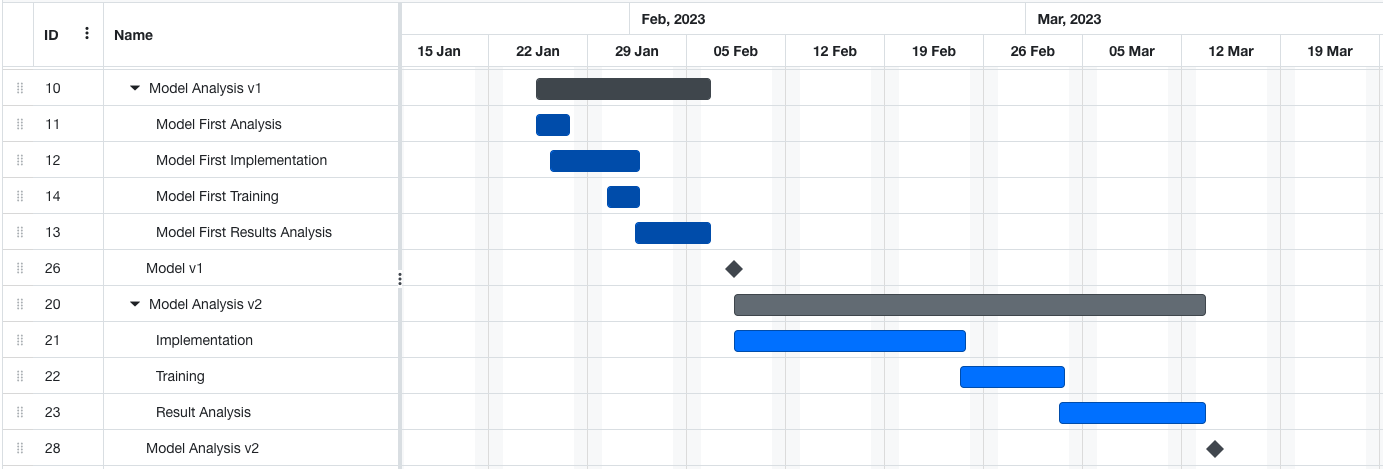 Feb, 2023 Mar, 2023
ID Name
15 Jan 22 Jan 29 Jan 05 Feb 12 Feb 19 Feb 26 Feb 05 Mar 12 Mar 19 Mar
10 Model Analysis v1
11 Model First Analysis
12 Model First Implementation
14 Model First Training
13 Model First Results Analysis
26 Model v1
20 Model Analysis v2
21 Implementation
22 Training
23 Result Analysis
28 Model Analysis v2